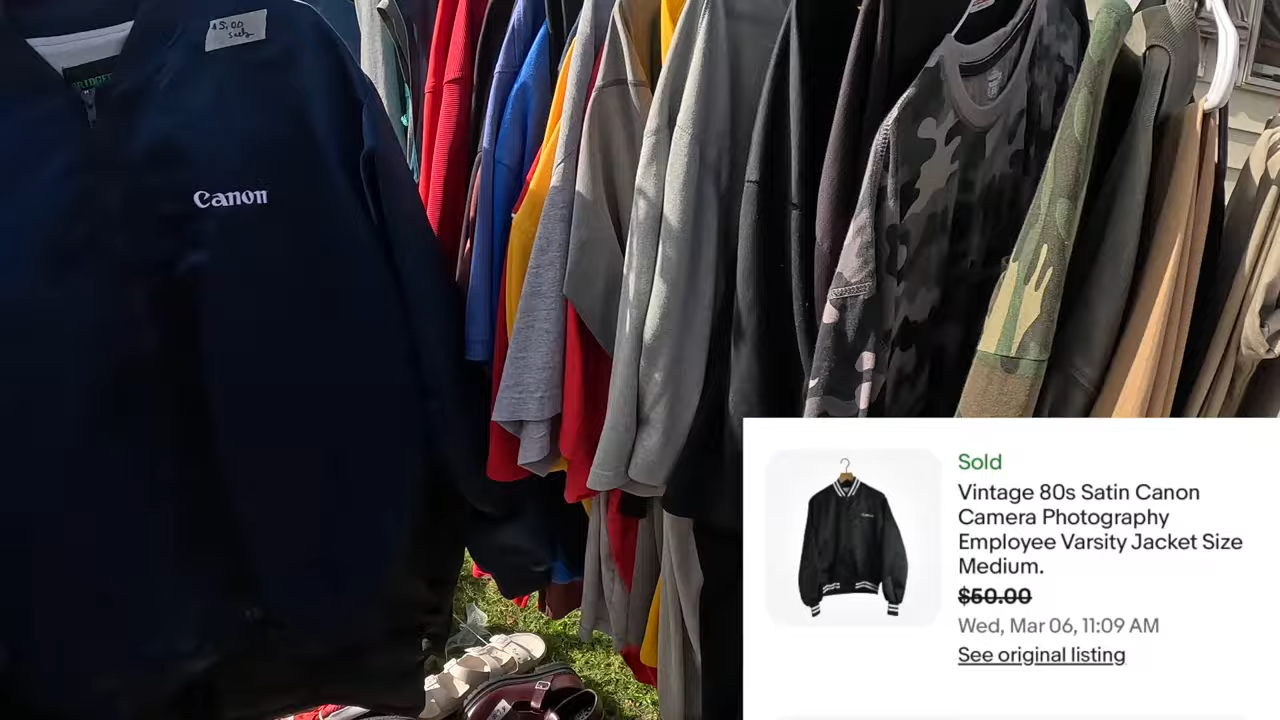 $5.00
Canon
Sold
Vintage 80s Satin Canon
Camera Photography
Employee Varsity Jacket Size
Medium.
$50.00
Wed, Mar 06, 11:09 AM
See original listing